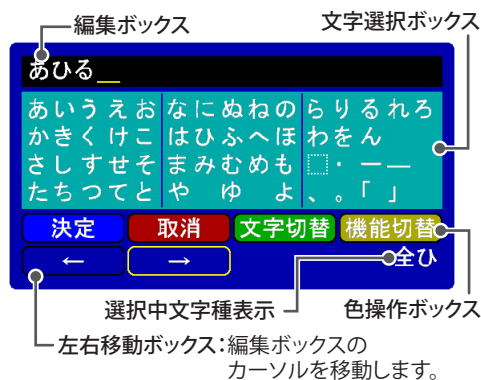 編集ボックス 文字選択ボックス
あひる__
あいうえお なにぬねの らりるれろ
かきくけこ はひふへほ わをん
さしすせそ まみむめも ⬚・ー―
たちつてと や ゆ よ 、。「」
決定 取消 文字切替 機能切替
← → 全ひ
選択中文字種表示 色操作ボックス
左右移動ボックス：編集ボックスの
カーソルを移動します。